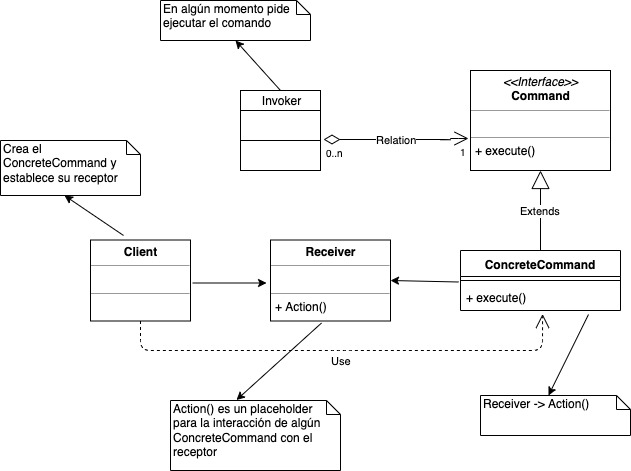 En algún momento pide
ejecutar el comando
Invoker
<<Interface>>
Command
+ execute()
Relation
0..n
1
Crea el
ConcreteCommand y
establece su receptor
Extends
Client
Receiver
+ Action()
ConcreteCommand
+ execute()
Use
Action() es un placeholder
para la interacción de algún
ConcreteCommand con el
receptor
Receiver -> Action()